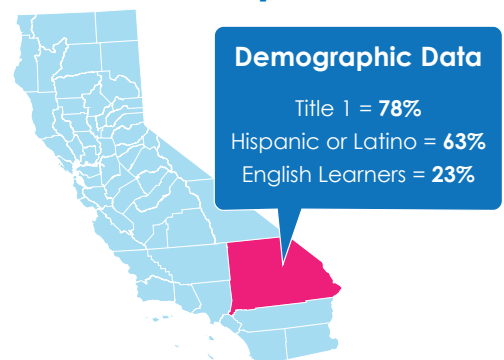 Demographic Data
Title 1 = 78%
Hispanic or Latino = 63%
English Learners = 23%